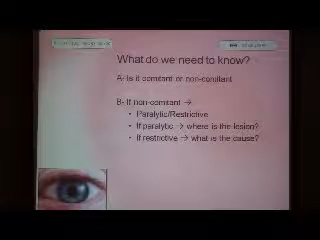 What do we need to know?
A- Is it comitant or non-comitant
B- If non-comitant →
• Paralytic/Restrictive
• If paralytic → where is the lesion?
• If restrictive → what is the cause?